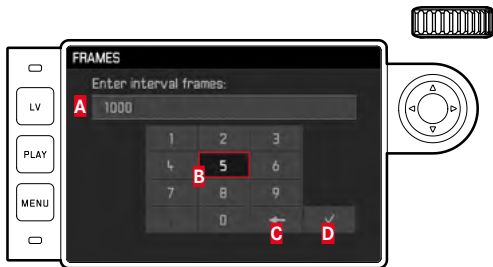 FRAMES
Enter interval frames:
A 1000
1 2 3
4 5 6
B
7 8 9
. 0
C D
LV
PLAY
MENU